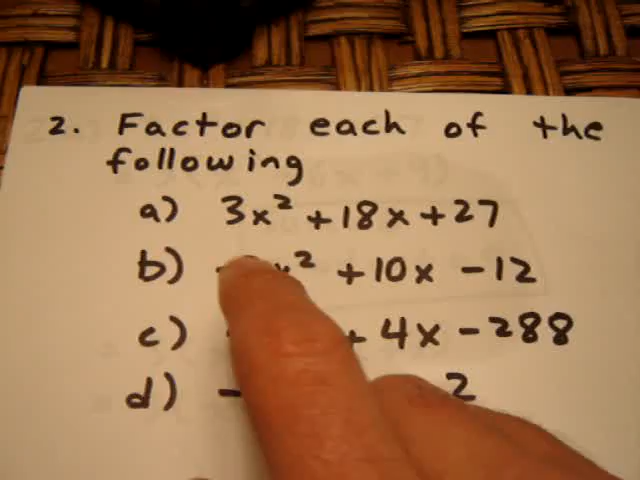 2. Factor each of the
following
a) 3x² + 18x + 27
b) - x² + 10x - 12
c) - + 4x - 288
d) - 2